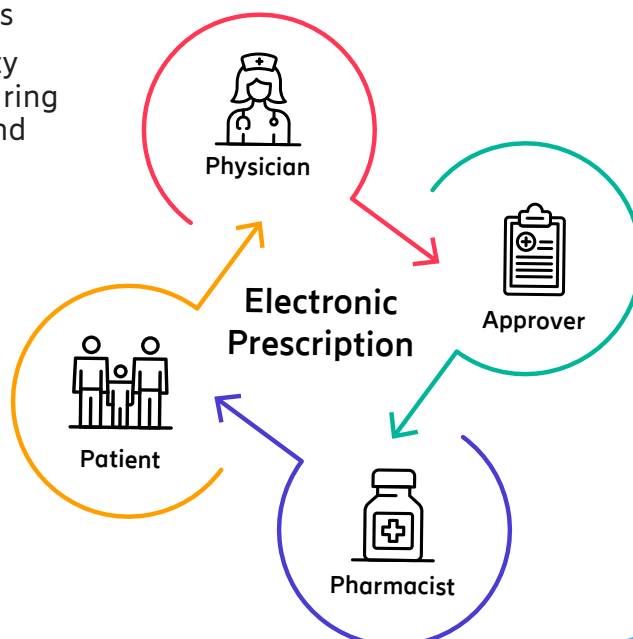 Physician
Electronic
Prescription
Approver
Patient
Pharmacist